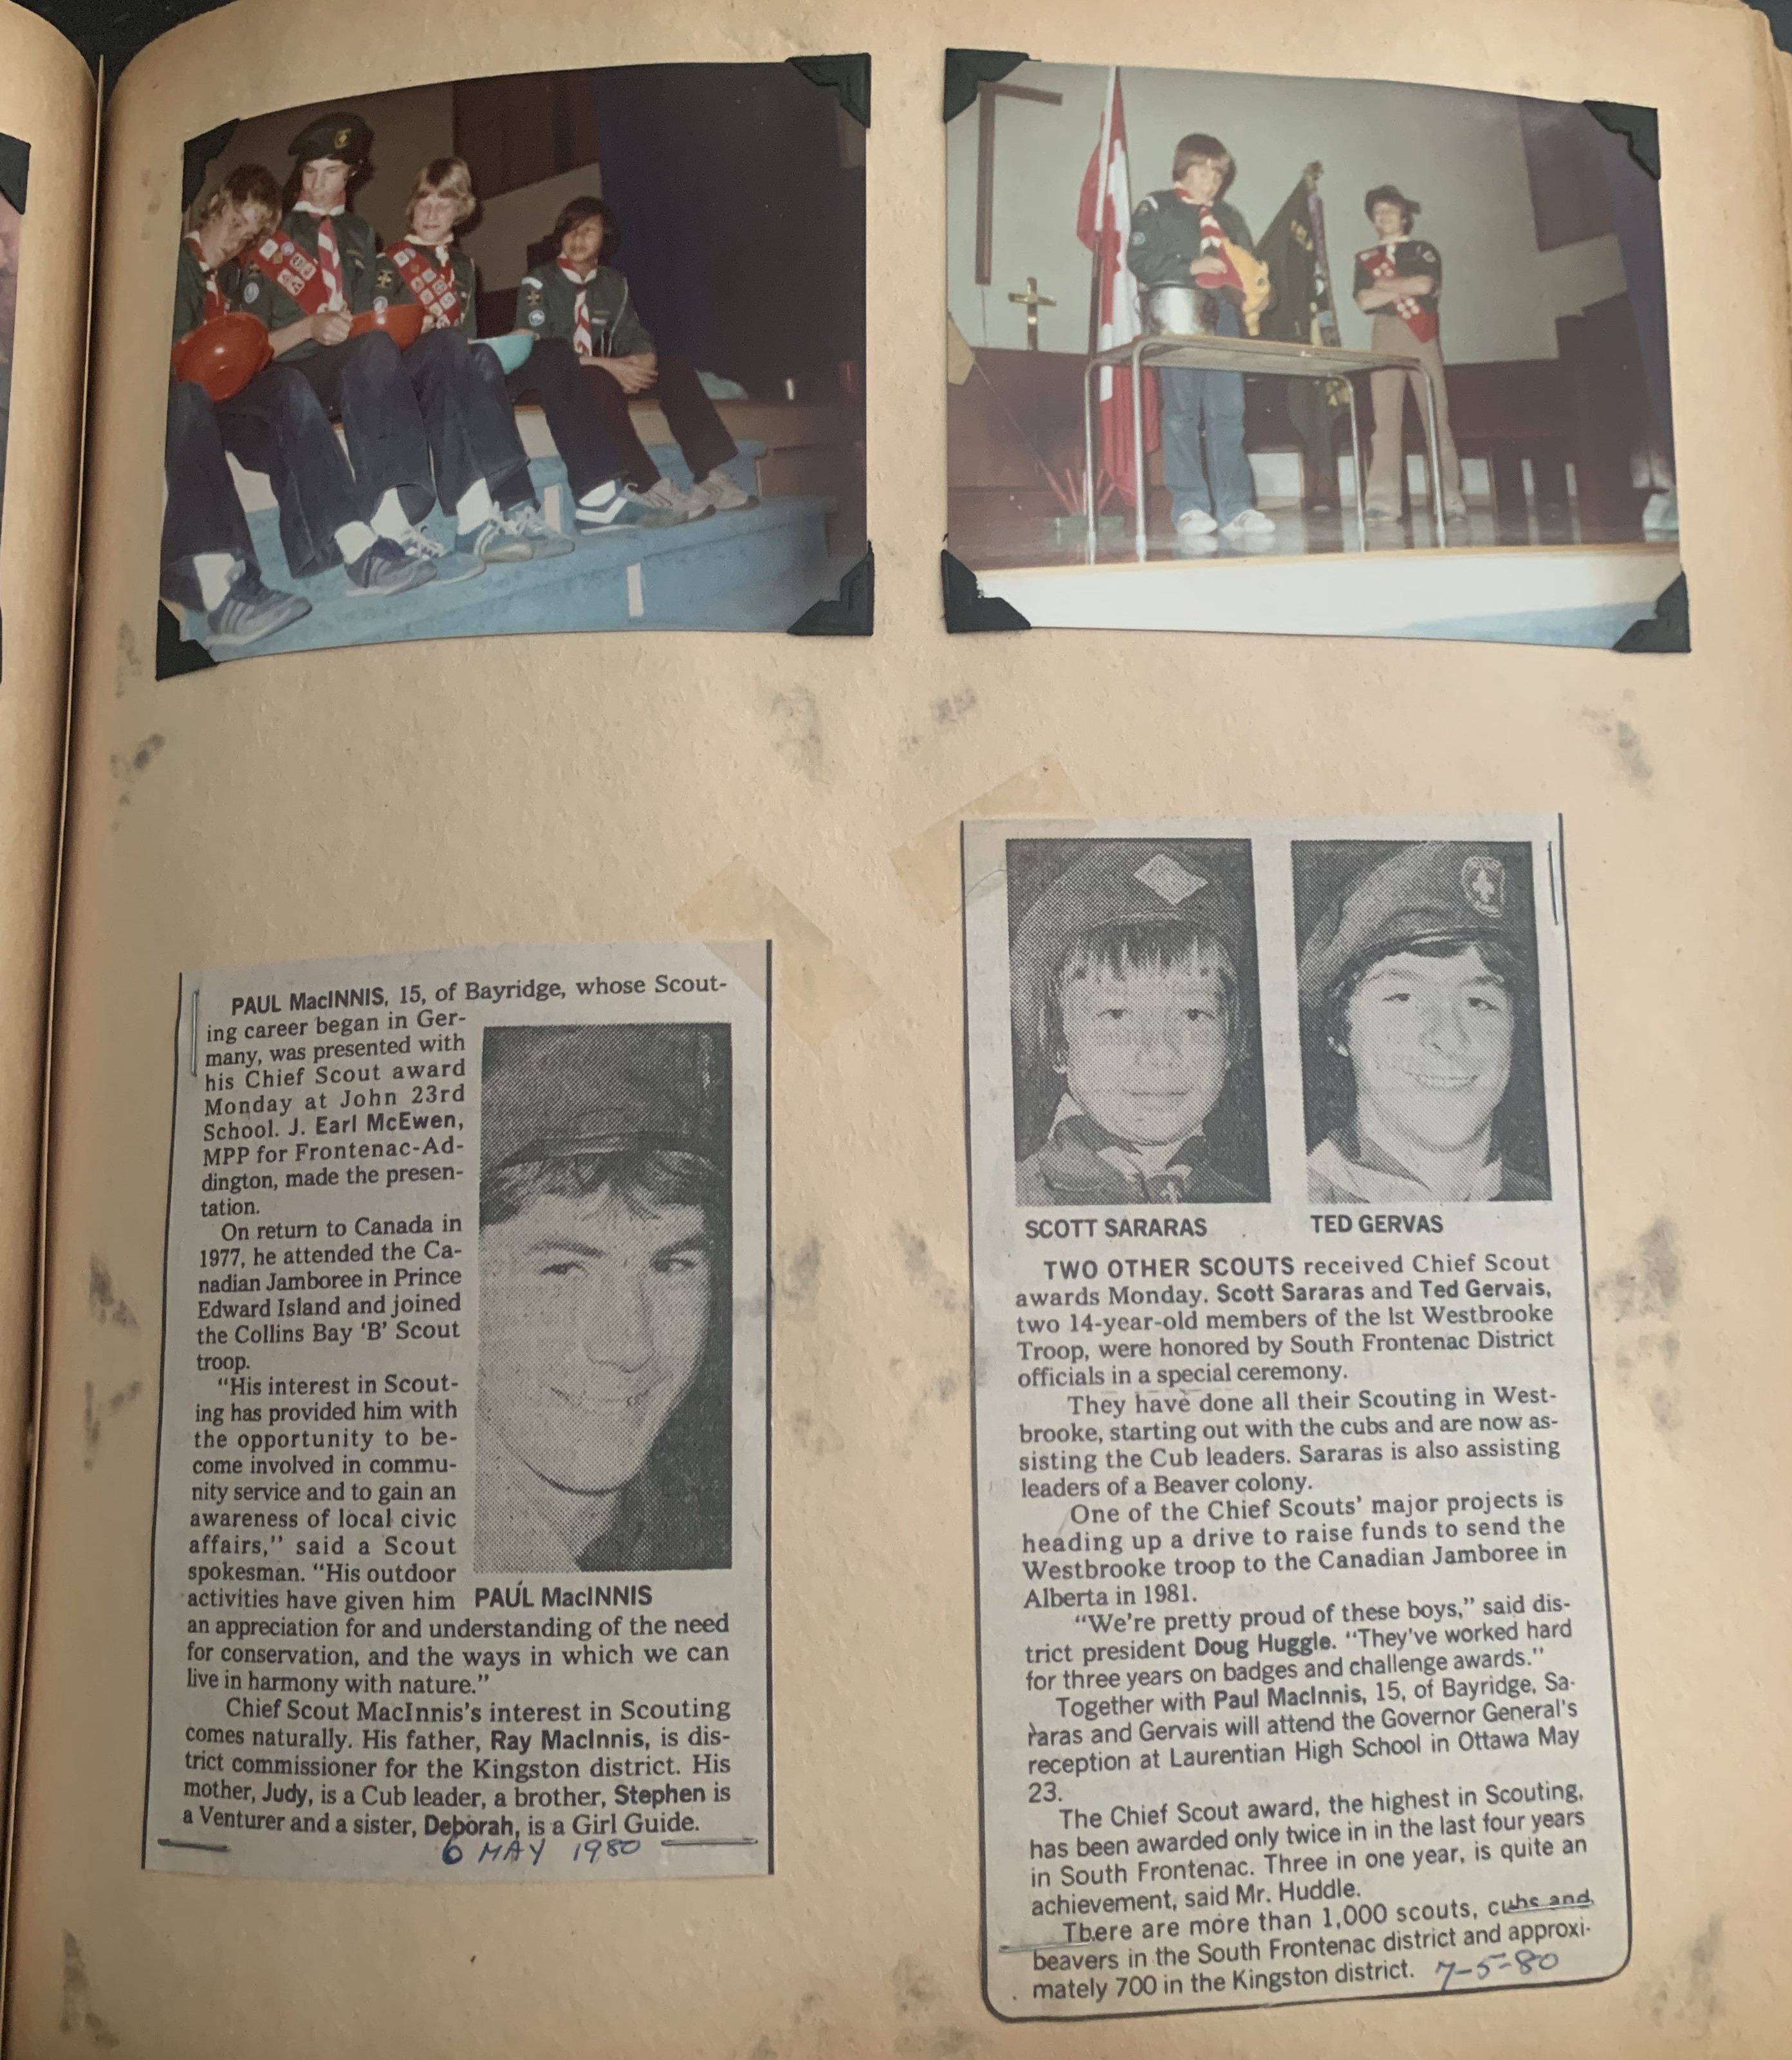 PAUL MacINNIS, 15, of Bayridge, whose Scout-
ing career began in Ger-
many, was presented with
his Chief Scout award
Monday at John 23rd
School. J. Earl McEwen,
MPP for Frontenac-Ad-
dington, made the presen-
tation.
On return to Canada in
1977, he attended the Ca-
nadian Jamboree in Prince
Edward Island and joined
the Collins Bay 'B' Scout
troop.
"His interest in Scout-
ing has provided him with
the opportunity to be-
come involved in commu-
nity service and to gain an
awareness of local civic
affairs," said a Scout
spokesman. "His outdoor
activities have given him
PAUL MacINNIS
an appreciation for and understanding of the need
for conservation, and the ways in which we can
live in harmony with nature."
Chief Scout MacInnis's interest in Scouting
comes naturally. His father, Ray MacInnis, is dis-
trict commissioner for the Kingston district. His
mother, Judy, is a Cub leader, a brother, Stephen is
a Venturer and a sister, Deborah, is a Girl Guide.
6 MAY 1980
SCOTT SARARAS
TED GERVAS
TWO OTHER SCOUTS received Chief Scout
awards Monday. Scott Sararas and Ted Gervais,
two 14-year-old members of the 1st Westbrooke
Troop, were honored by South Frontenac District
officials in a special ceremony.
They have done all their Scouting in West-
brooke, starting out with the cubs and are now as-
sisting the Cub leaders. Sararas is also assisting
leaders of a Beaver colony.
One of the Chief Scouts' major projects is
heading up a drive to raise funds to send the
Westbrooke troop to the Canadian Jamboree in
Alberta in 1981.
"We're pretty proud of these boys," said dis-
trict president Doug Huggle. "They've worked hard
for three years on badges and challenge awards."
Together with Paul MacInnis, 15, of Bayridge, Sa-
raras and Gervais will attend the Governor General's
reception at Laurentian High School in Ottawa May
23.
The Chief Scout award, the highest in Scouting,
has been awarded only twice in in the last four years
in South Frontenac. Three in one year, is quite an
achievement, said Mr. Huddle.
There are more than 1,000 scouts, cubs and
beavers in the South Frontenac district and approxi-
mately 700 in the Kingston district.
7-5-80